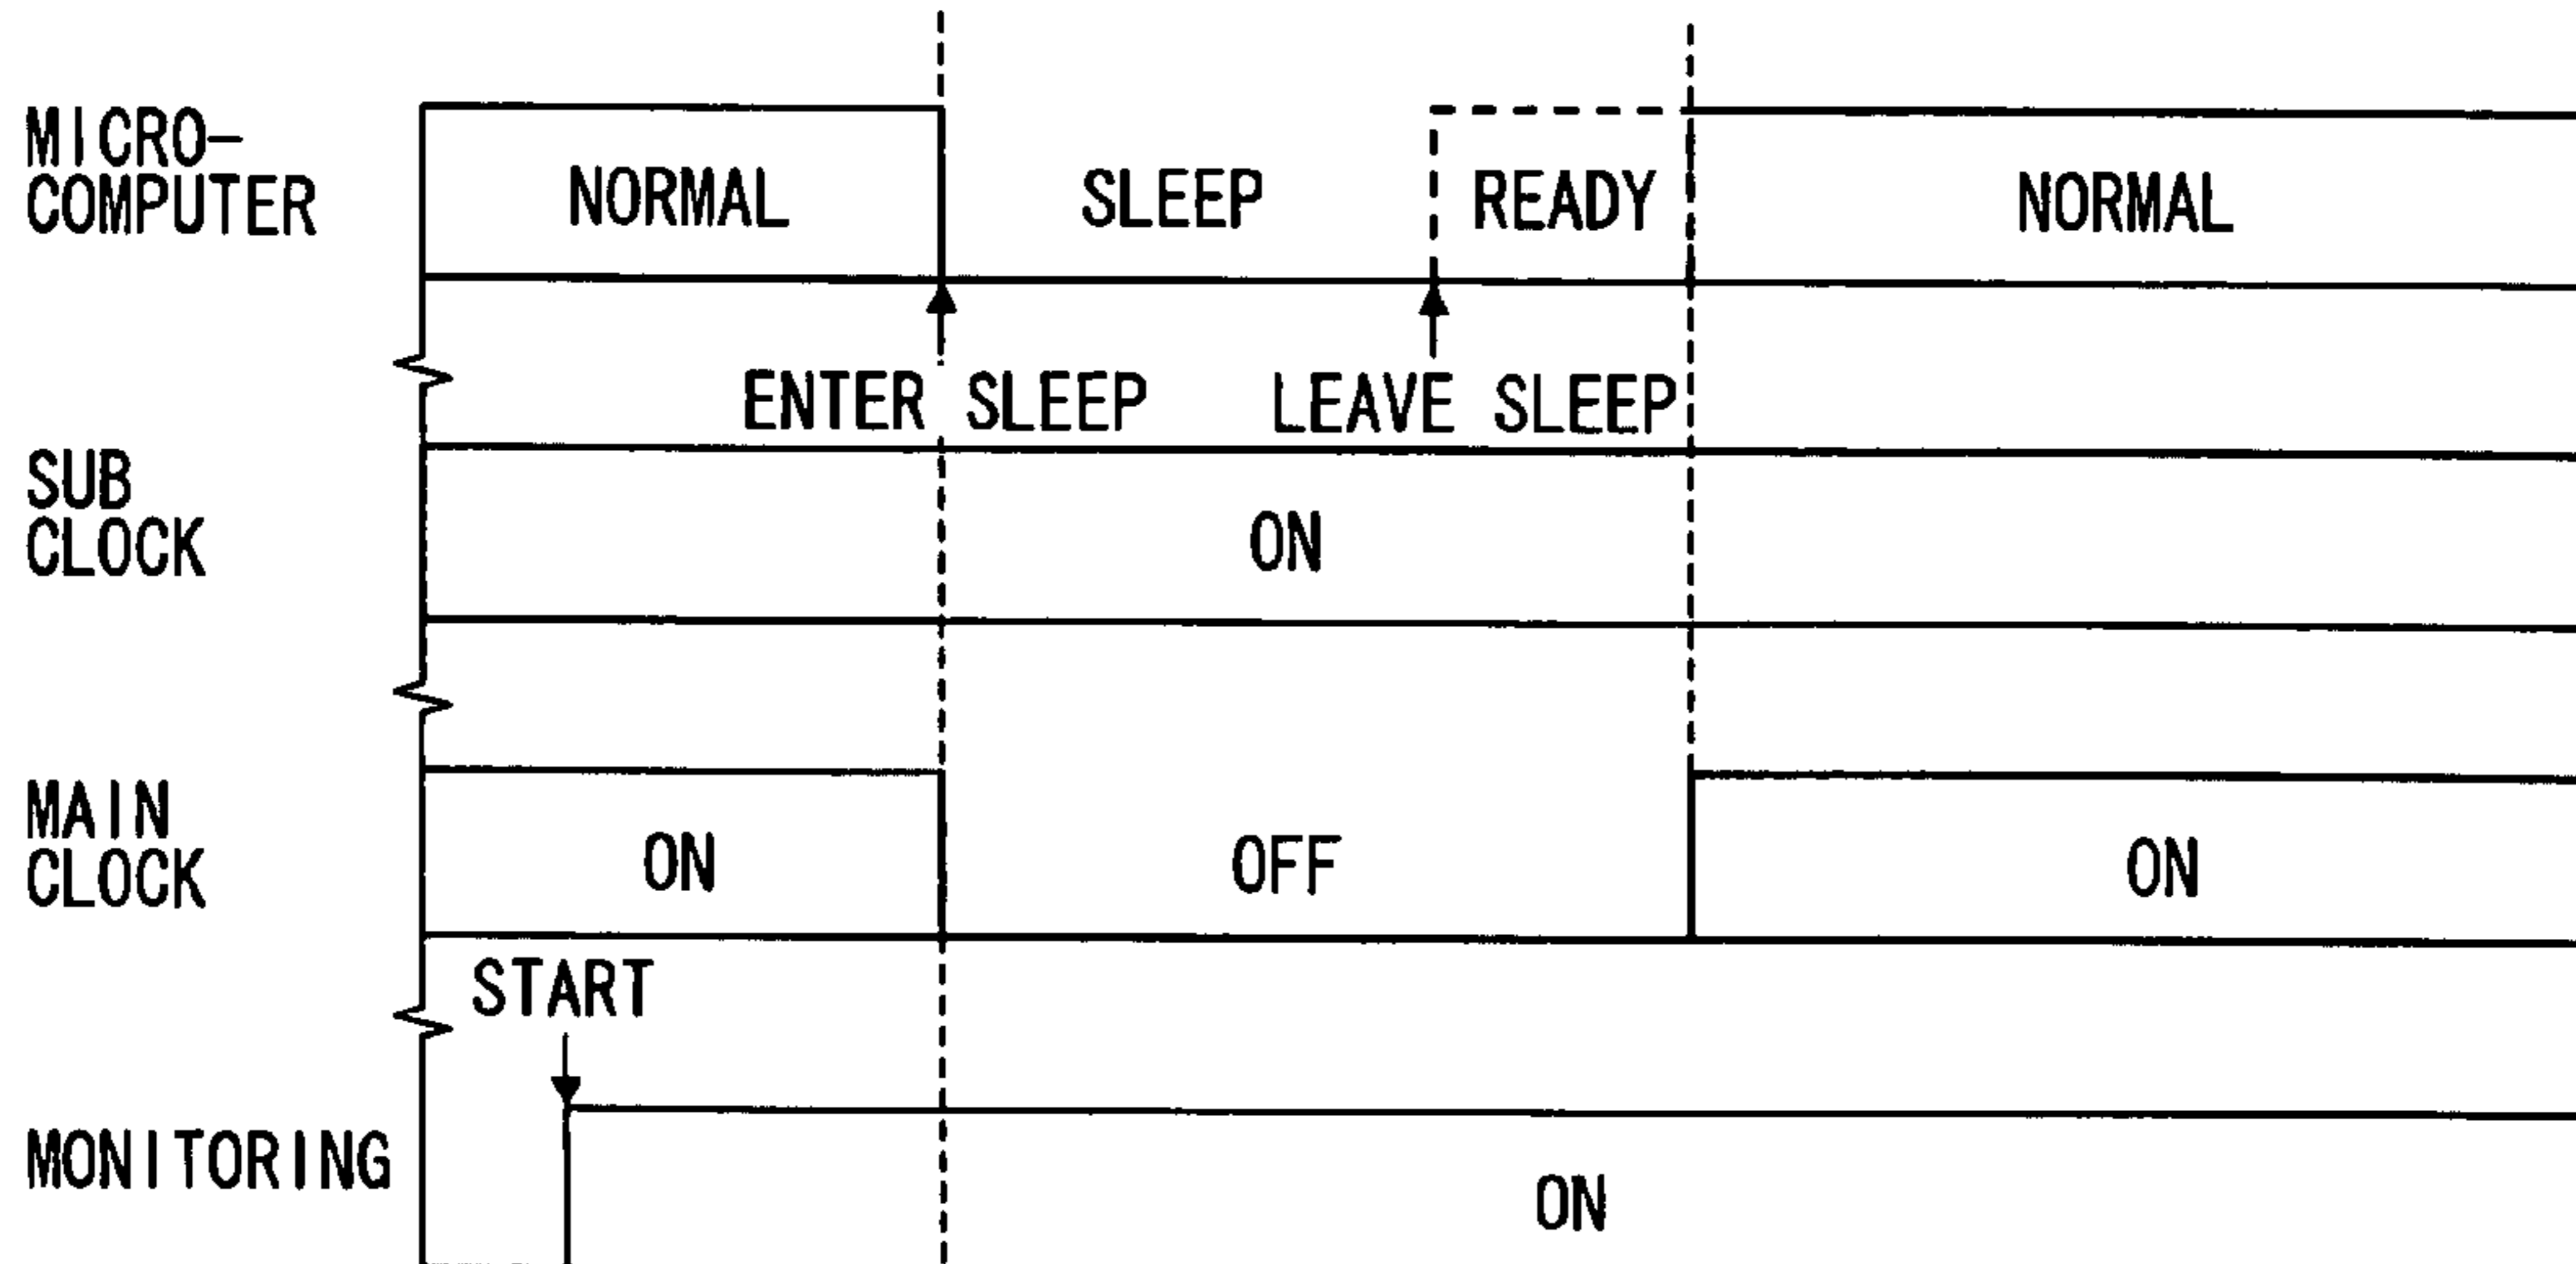 MICRO-
COMPUTER
NORMAL
SLEEP
READY
NORMAL
ENTER SLEEP
LEAVE SLEEP
SUB
CLOCK
ON
MAIN
CLOCK
ON
OFF
ON
START
MONITORING
ON